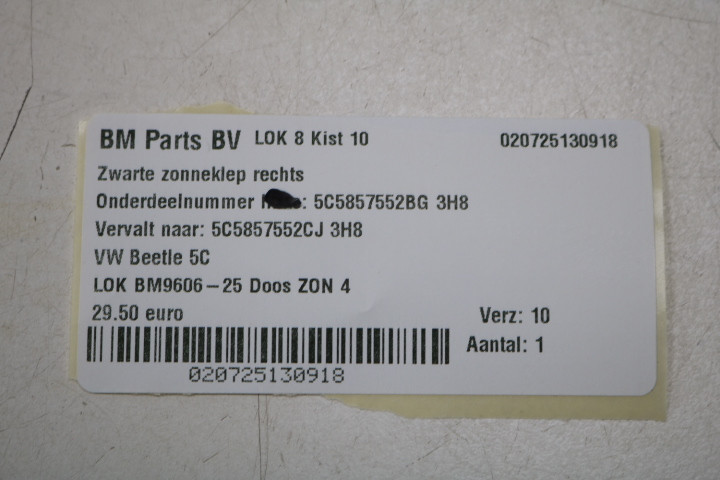 BM Parts BV LOK 8 Kist 10 020725130918
Zwarte zonneklep rechts
Onderdeelnummer : 5C5857552BG 3H8
Vervalt naar: 5C5857552CJ 3H8
VW Beetle 5C
LOK BM9606-25 Doos ZON 4
29.50 euro Verz: 10
Aantal: 1
020725130918